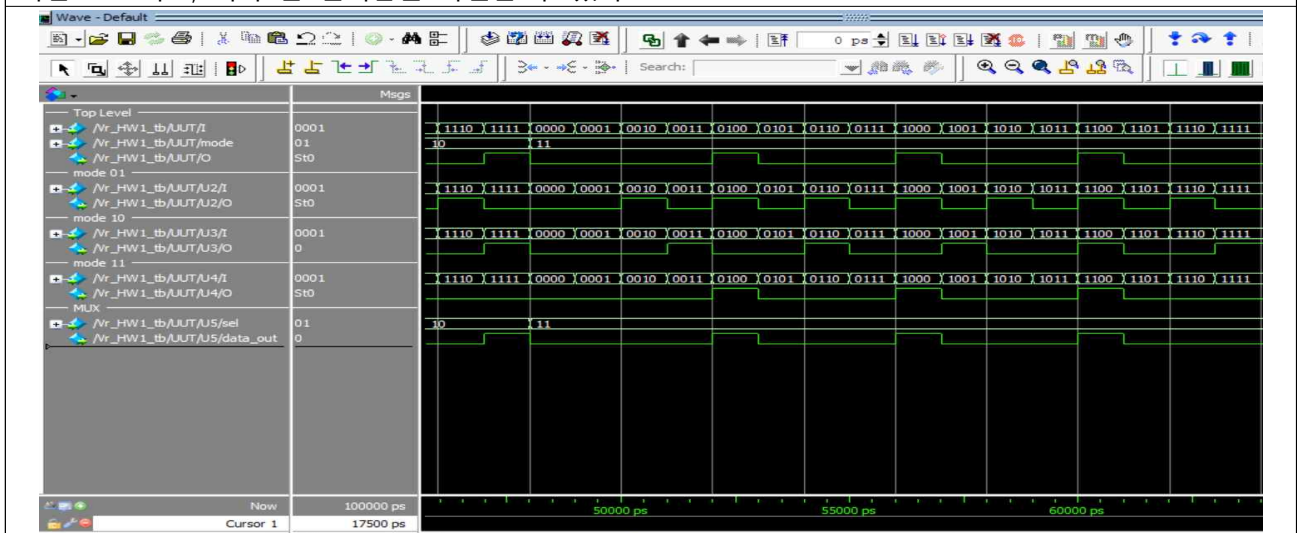 Wave - Default
0 ps
Search:
Msgs
Top Level
/Vr_HW1_tb/UUT/I 0001 1110 1111 0000 0001 0010 0011 0100 0101 0110 0111 1000 1001 1010 1011 1100 1101 1110 1111
/Vr_HW1_tb/UUT/mode 01 10 11
/Vr_HW1_tb/UUT/O St0
mode 01
/Vr_HW1_tb/UUT/U2/I 0001 1110 1111 0000 0001 0010 0011 0100 0101 0110 0111 1000 1001 1010 1011 1100 1101 1110 1111
/Vr_HW1_tb/UUT/U2/O St0
mode 10
/Vr_HW1_tb/UUT/U3/I 0001 1110 1111 0000 0001 0010 0011 0100 0101 0110 0111 1000 1001 1010 1011 1100 1101 1110 1111
/Vr_HW1_tb/UUT/U3/O 0
mode 11
/Vr_HW1_tb/UUT/U4/I 0001 1110 1111 0000 0001 0010 0011 0100 0101 0110 0111 1000 1001 1010 1011 1100 1101 1110 1111
/Vr_HW1_tb/UUT/U4/O St0
MUX
/Vr_HW1_tb/UUT/U5/sel 01 10 11
/Vr_HW1_tb/UUT/U5/data_out 0
Now 100000 ps 50000 ps 55000 ps 60000 ps
Cursor 1 17500 ps